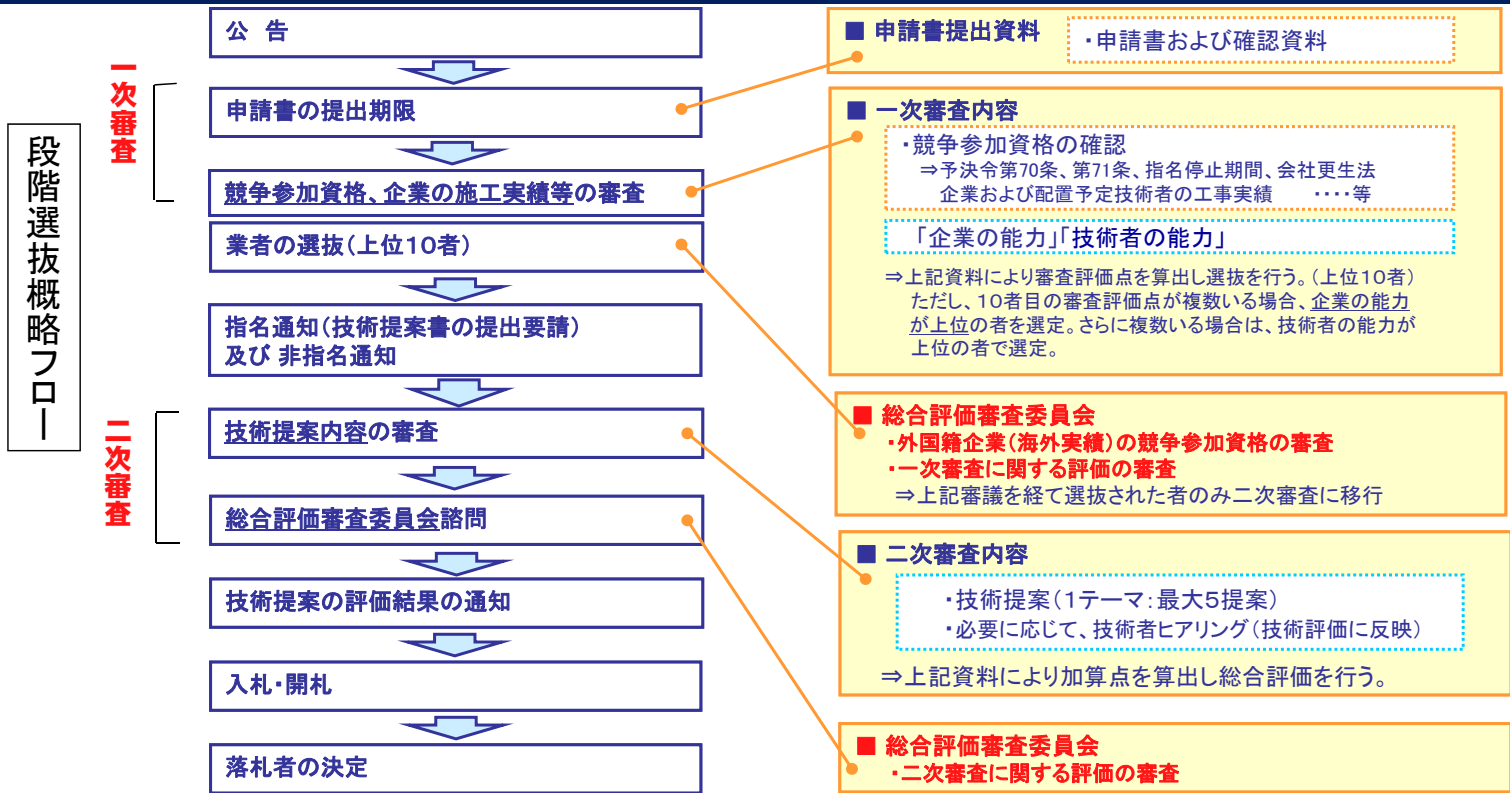 段階選抜概略フロー
一次審査
二次審査
公 告
申請書の提出期限
競争参加資格、企業の施工実績等の審査
業者の選抜(上位10者)
指名通知(技術提案書の提出要請)
及び 非指名通知
技術提案内容の審査
総合評価審査委員会諮問
技術提案の評価結果の通知
入札・開札
落札者の決定
■ 申請書提出資料
・申請書および確認資料
■ 一次審査内容
・競争参加資格の確認
⇒予決令第70条、第71条、指名停止期間、会社更生法
企業および配置予定技術者の工事実績 ・・・・等
「企業の能力」「技術者の能力」
⇒上記資料により審査評価点を算出し選抜を行う。(上位10者)
ただし、10者目の審査評価点が複数いる場合、企業の能力
が上位の者を選定。さらに複数いる場合は、技術者の能力が
上位の者で選定。
■ 総合評価審査委員会
・外国籍企業(海外実績)の競争参加資格の審査
・一次審査に関する評価の審査
⇒上記審議を経て選抜された者のみ二次審査に移行
■ 二次審査内容
・技術提案(1テーマ:最大5提案)
・必要に応じて、技術者ヒアリング(技術評価に反映)
⇒上記資料により加算点を算出し総合評価を行う。
■ 総合評価審査委員会
・二次審査に関する評価の審査